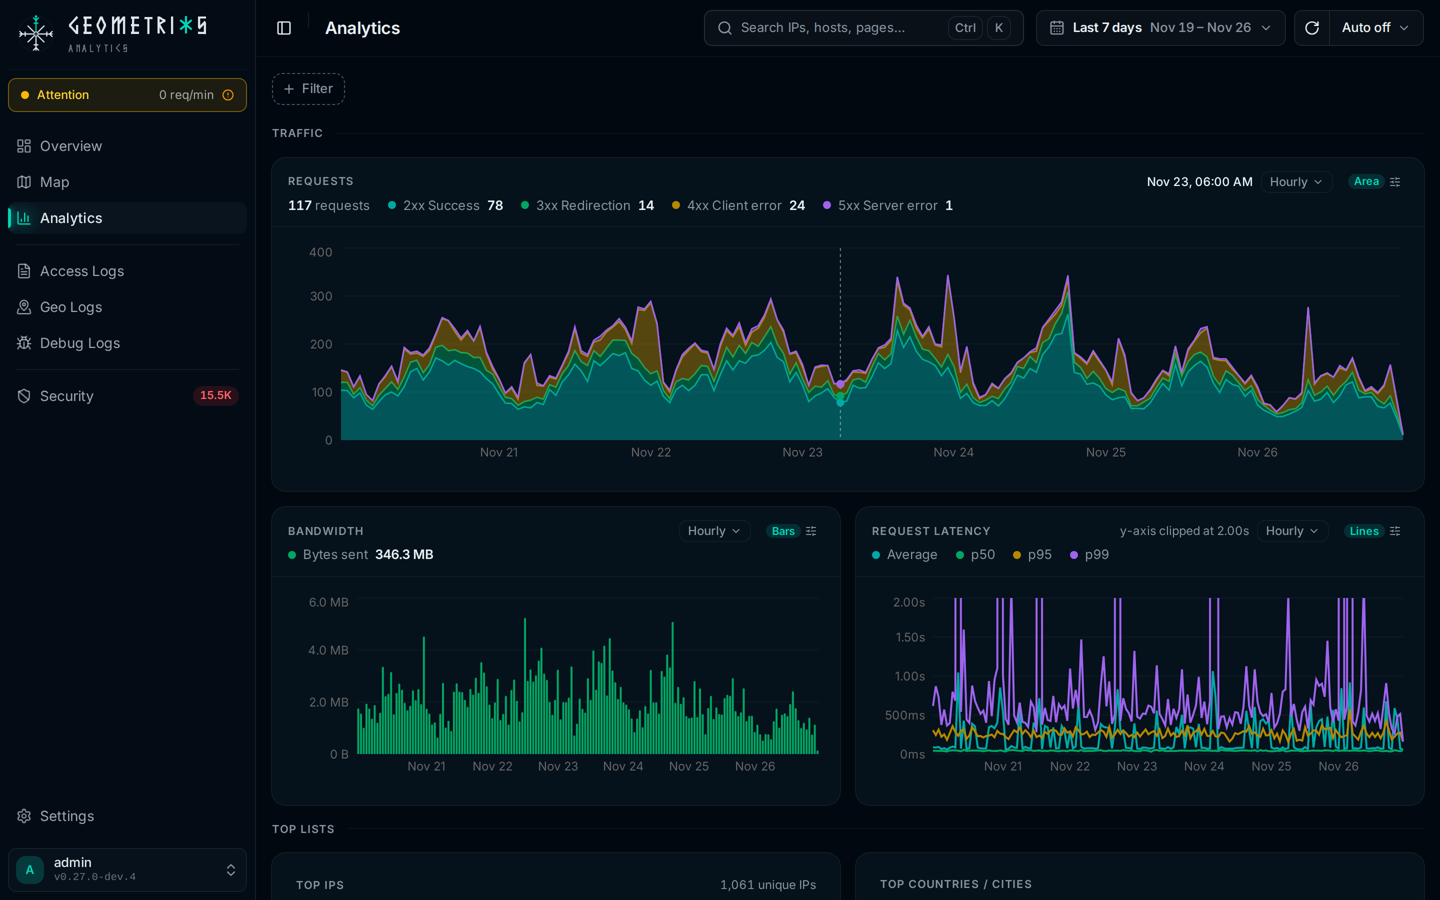 GEOMETRIKS
ANALYTICS
Attention 0 req/min
Overview
Map
Analytics
Access Logs
Geo Logs
Debug Logs
Security 15.5K
Settings
A admin
v0.27.0-dev.4
Analytics
Search IPs, hosts, pages... Ctrl K
Last 7 days Nov 19 – Nov 26
Auto off
+ Filter
TRAFFIC
REQUESTS
Nov 23, 06:00 AM Hourly Area
117 requests 2xx Success 78 3xx Redirection 14 4xx Client error 24 5xx Server error 1
400
300
200
100
0
Nov 21 Nov 22 Nov 23 Nov 24 Nov 25 Nov 26
BANDWIDTH Hourly Bars
Bytes sent 346.3 MB
6.0 MB
4.0 MB
2.0 MB
0 B
Nov 21 Nov 22 Nov 23 Nov 24 Nov 25 Nov 26
REQUEST LATENCY y-axis clipped at 2.00s Hourly Lines
Average p50 p95 p99
2.00s
1.50s
1.00s
500ms
0ms
Nov 21 Nov 22 Nov 23 Nov 24 Nov 25 Nov 26
TOP LISTS
TOP IPS 1,061 unique IPs
TOP COUNTRIES / CITIES